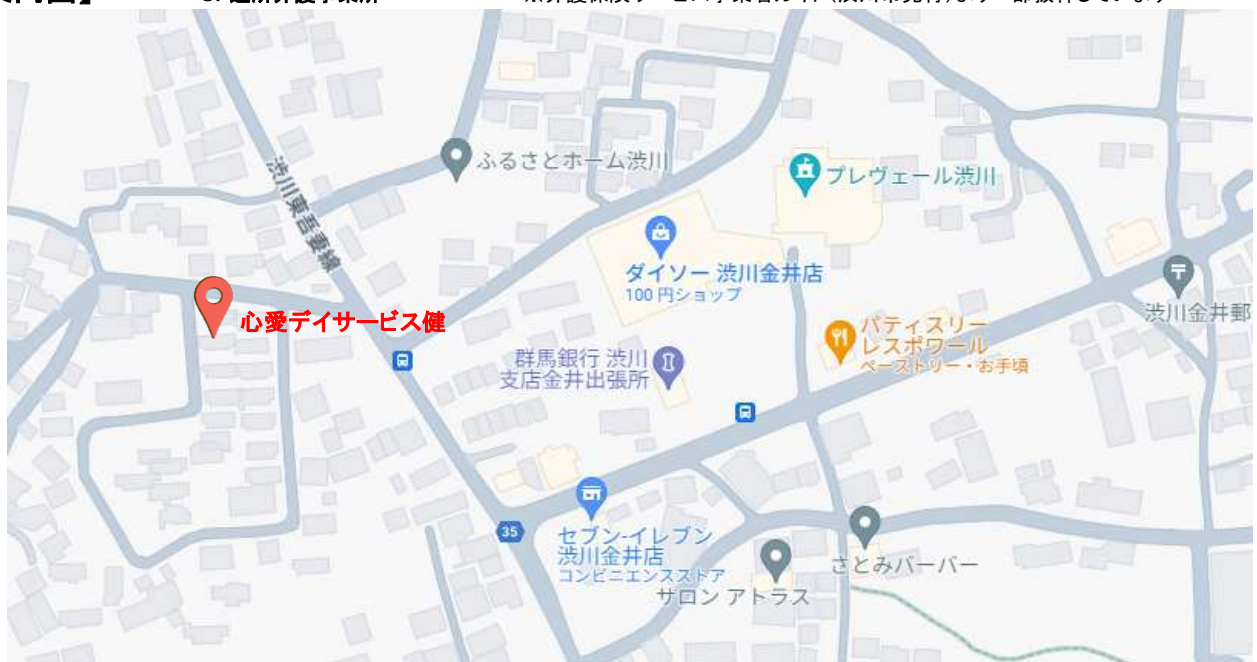 ふるさとホーム渋川
プレヴェール渋川
渋川東吾妻線
ダイソー 渋川金井店
100 円ショップ
心愛デイサービス健
渋川金井郵
パティスリー
レスポワール
ペーストリー・お手頃
群馬銀行 渋川
支店金井出張所
35
セブン-イレブン
渋川金井店
コンビニエンスストア
さとみバーバー
サロン アトラス